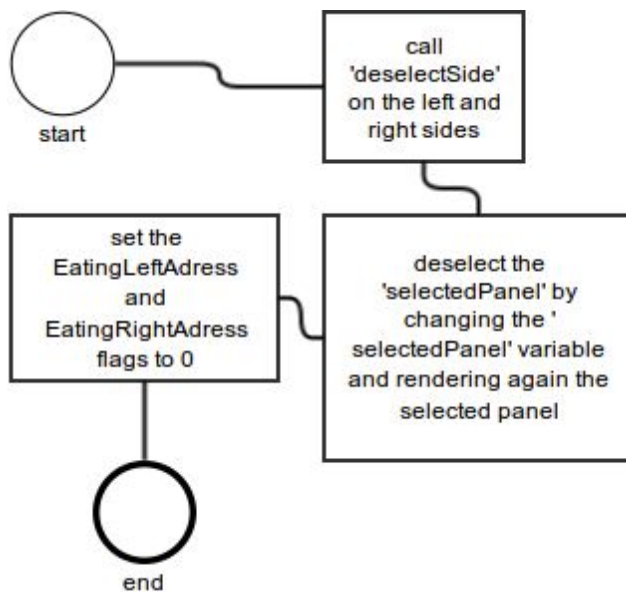 start
call
'deselectSide'
on the left and
right sides
deselect the
'selectedPanel' by
changing the '
selectedPanel' variable
and rendering again the
selected panel
set the
EatingLeftAdress
and
EatingRightAdress
flags to 0
end